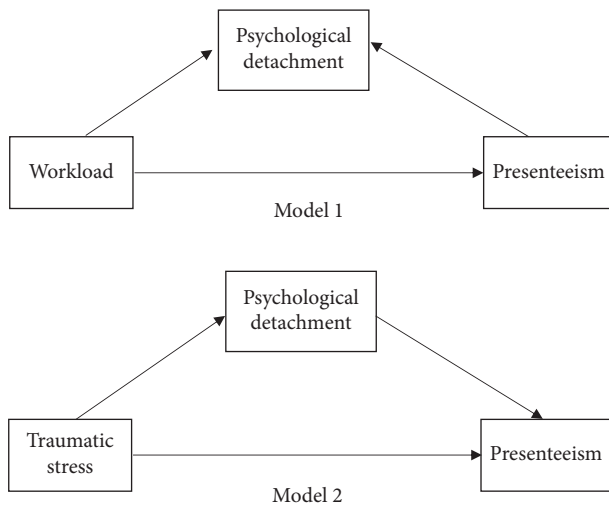 Psychological
detachment
Workload
Presenteeism
Model 1
Psychological
detachment
Traumatic
stress
Presenteeism
Model 2